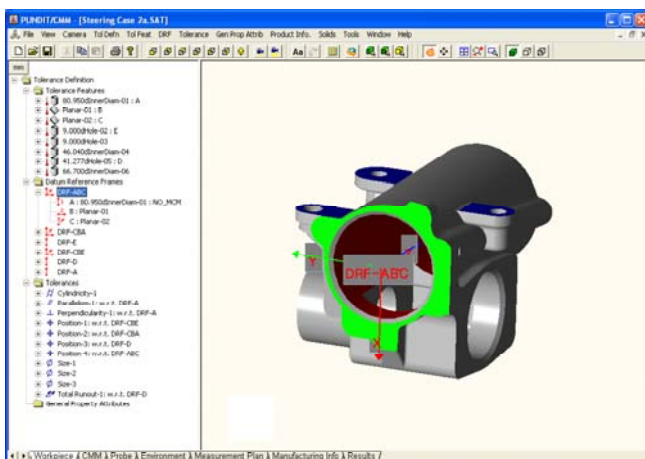 PUNDIT/CMM - [Steering Case 2a.SAT]
File View Camera Tol Defn Tol Feat DRF Tolerance Gen Prop Attrib Product Info. Solids Tools Window Help
Aa
mm
Tolerance Definition
Tolerance Features
80.950dInnerDiam-01 : A
Planar-01 : B
Planar-02 : C
9.000dHole-02 : E
9.000dHole-03
46.040dInnerDiam-04
41.277dHole-05 : D
66.700dInnerDiam-06
Datum Reference Frames
DRF-ABC
A : 80.950dInnerDiam-01 : NO_MCM
B : Planar-01
C : Planar-02
DRF-CBA
DRF-E
DRF-CBE
DRF-D
DRF-A
Tolerances
Cylindricity-1
Parallelism-1: w.r.t. DRF-A
Perpendicularity-1: w.r.t. DRF-A
Position-1: w.r.t. DRF-CBE
Position-2: w.r.t. DRF-CBA
Position-3: w.r.t. DRF-D
Position-4: w.r.t. DRF-ABC
Size-1
Size-2
Size-3
Total Runout-1: w.r.t. DRF-D
General Property Attributes
Y
DRF-ABC
X
Workpiece CMM Probe Environment Measurement Plan Manufacturing Info Results